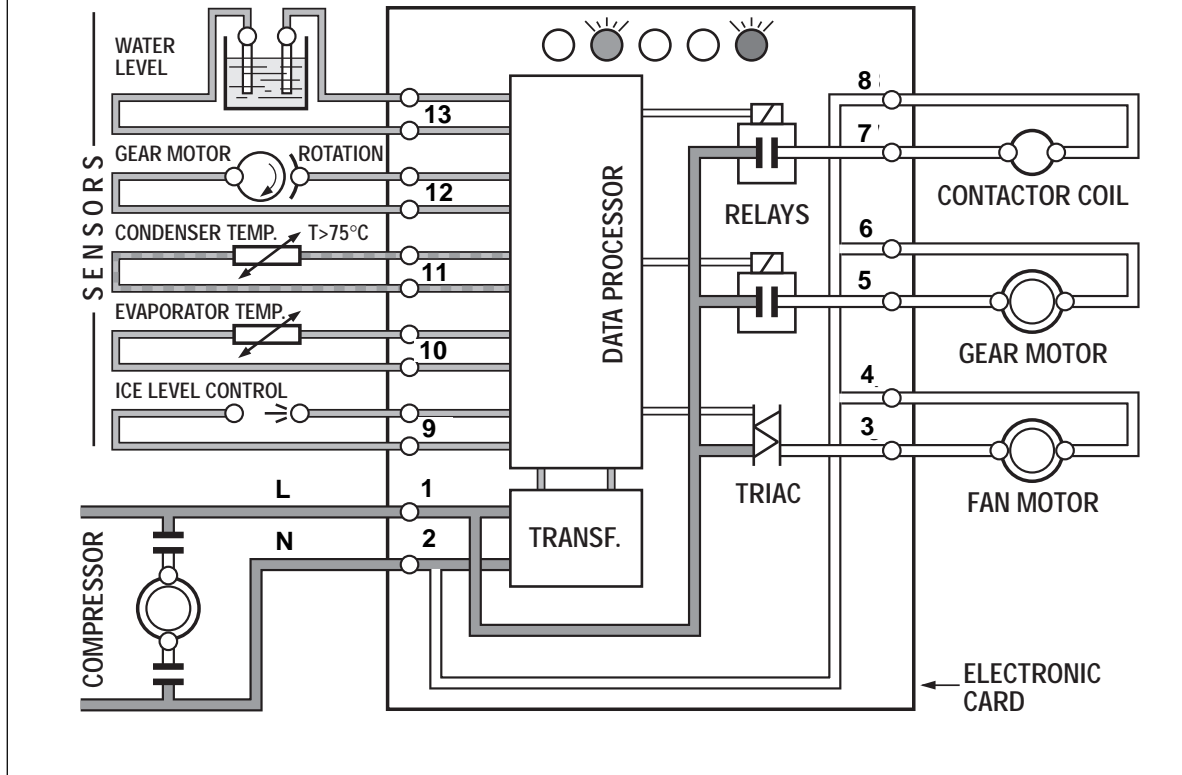 WATER
LEVEL
13
GEAR MOTOR ROTATION
12
CONDENSER TEMP. T>75°C
11
EVAPORATOR TEMP.
10
ICE LEVEL CONTROL
9
SENSORS
L
1
N
2
COMPRESSOR
DATA PROCESSOR
TRANSF.
RELAYS
TRIAC
8
7
CONTACTOR COIL
6
5
GEAR MOTOR
4
3
FAN MOTOR
ELECTRONIC
CARD